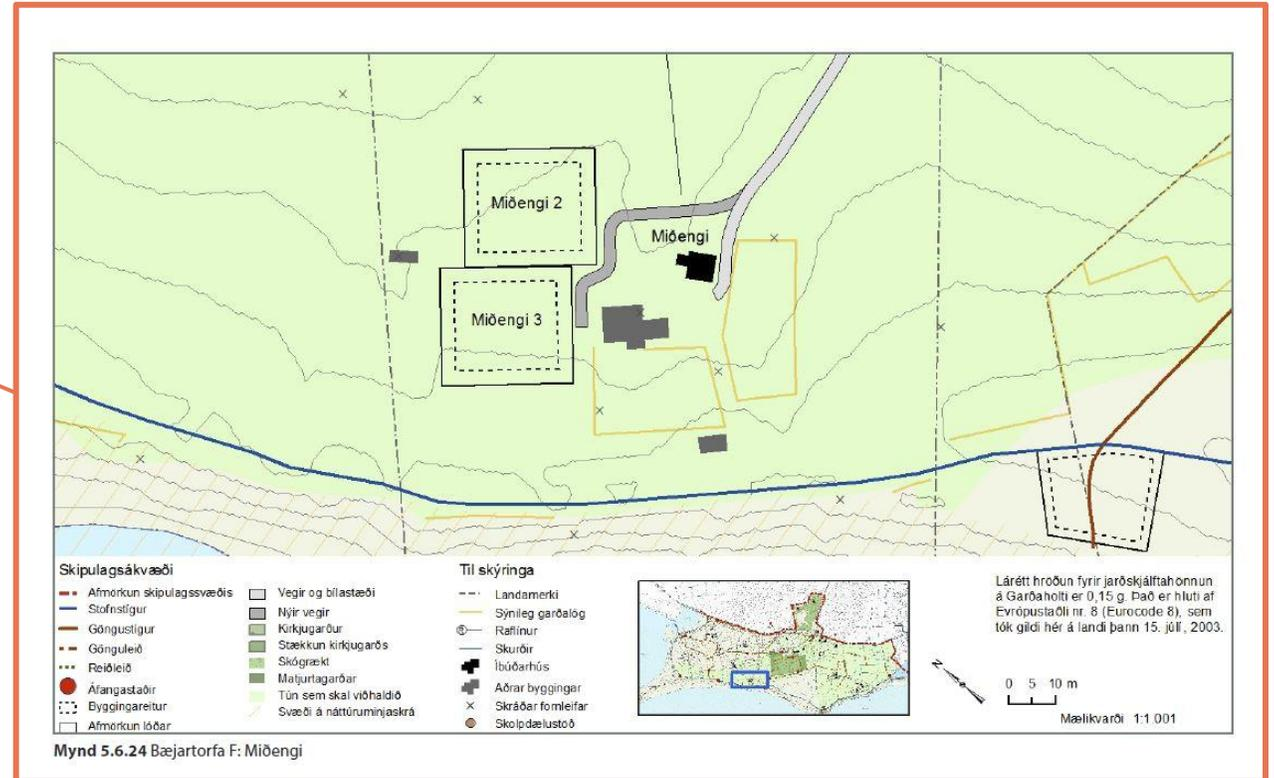 Miðengi 2
Miðengi
Miðengi 3
Skipulagsákvæði
Afmörkun skipulagssvæðis
Stofnstígur
Göngustígur
Gönguleið
Reiðleið
Áfangastaðir
Byggingareitur
Afmörkun lóðar
Vegir og bílastæði
Nýir vegir
Kirkjugarður
Stækkun kirkjugarðs
Skógrækt
Matjurtagarðar
Tún sem skal viðhaldið
Svæði á náttúruminjaskrá
Til skýringa
Landamerki
Sýnileg garðalög
Raflínur
Skurðir
Íbúðarhús
Aðrar byggingar
Skráðar fornleifar
Skolpdælustöð
Lárétt hröðun fyrir jarðskjálftahönnun
á Garðaholti er 0,15 g. Það er hluti af
Evrópustaðli nr. 8 (Eurocode 8), sem
tók gildi hér á landi þann 15. júlí, 2003.
N
0 5 10 m
Mælikvarði 1:1 001
Mynd 5.6.24 Bæjartorfa F: Miðengi